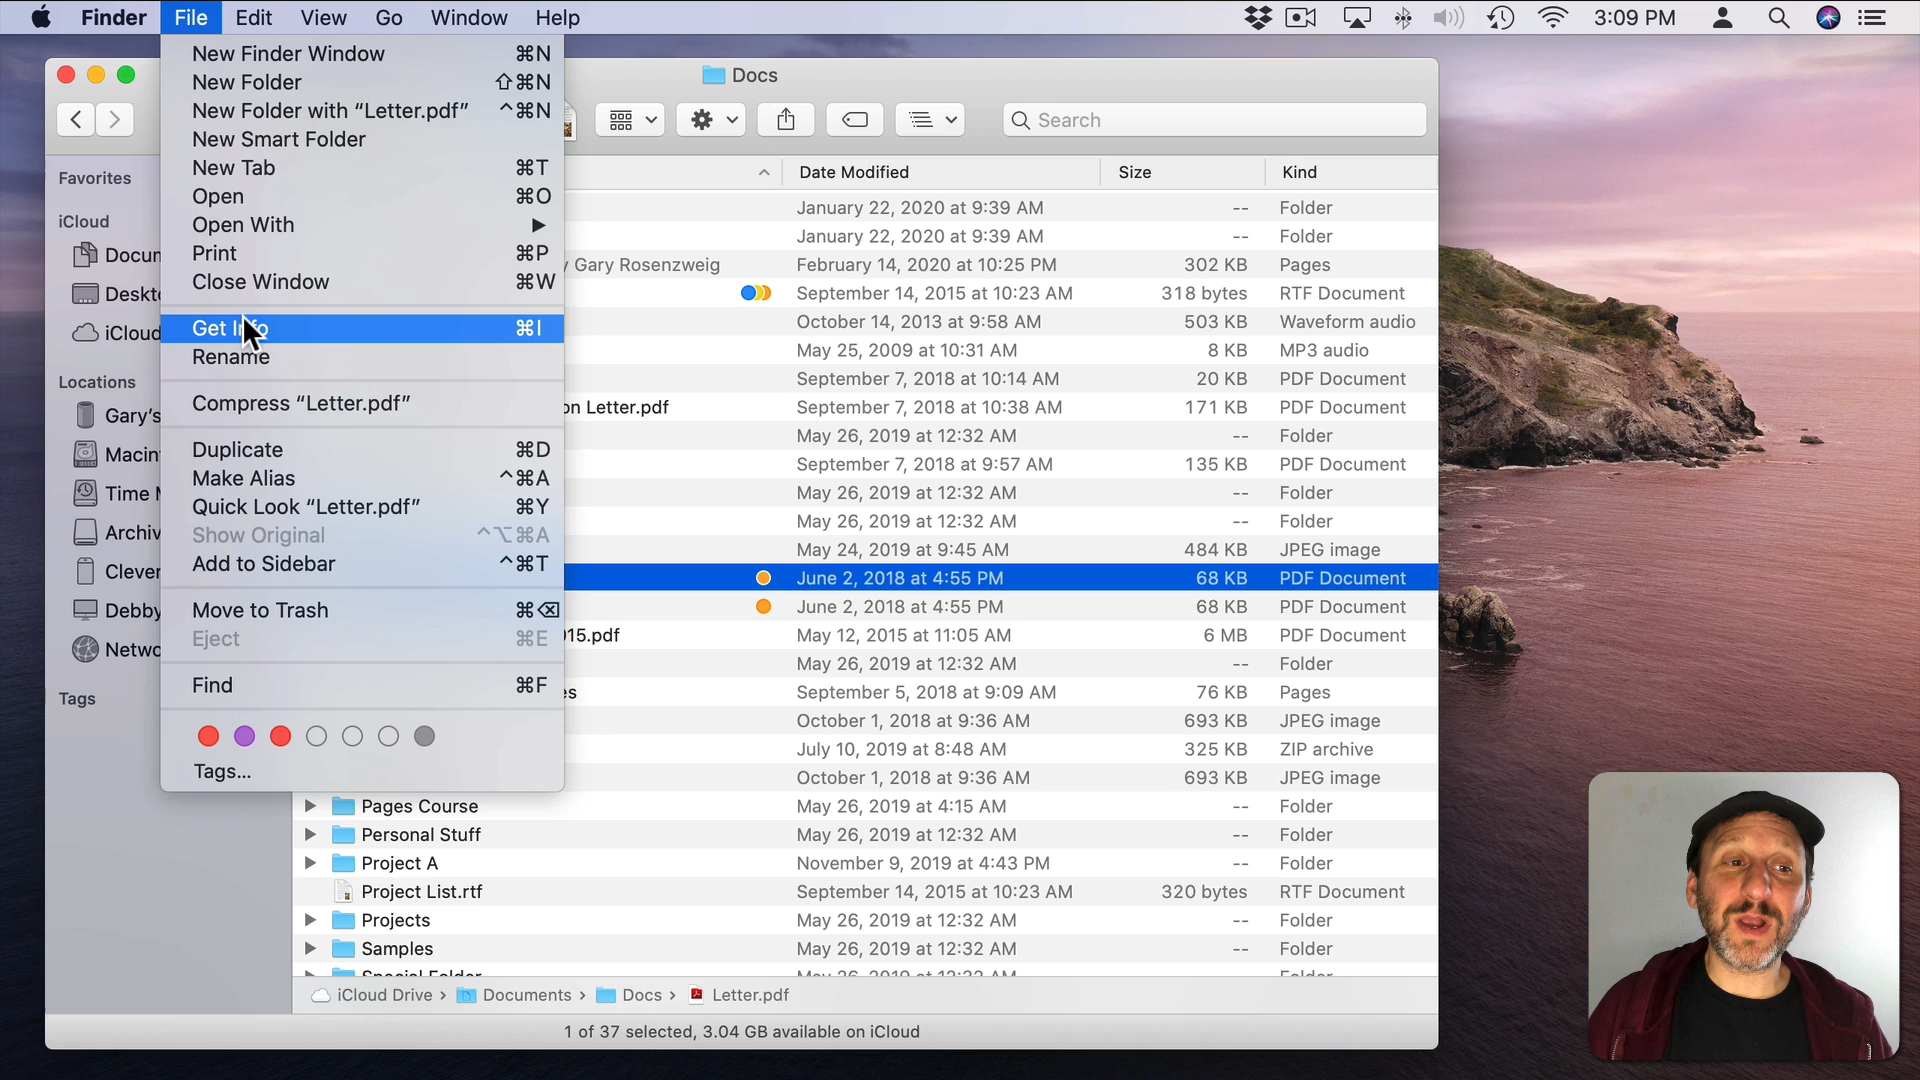 Finder File Edit View Go Window Help 3:09 PM
New Finder Window ⌘N
New Folder ⇧⌘N
New Folder with “Letter.pdf” ^⌘N
New Smart Folder
New Tab ⌘T
Open ⌘O
Open With ▶
Print ⌘P
Close Window ⌘W
Get Info ⌘I
Rename
Compress “Letter.pdf”
Duplicate ⌘D
Make Alias ^⌘A
Quick Look “Letter.pdf” ⌘Y
Show Original ^⌥⌘A
Add to Sidebar ^⌘T
Move to Trash ⌘⌫
Eject ⌘E
Find ⌘F
Tags...
Docs
Search
Favorites
iCloud
Docum
Deskto
iCloud
Locations
Gary’s
Macin
Time
Archiv
Clever
Debby
Netwo
Tags
Date Modified Size Kind
January 22, 2020 at 9:39 AM -- Folder
January 22, 2020 at 9:39 AM -- Folder
Gary Rosenzweig February 14, 2020 at 10:25 PM 302 KB Pages
September 14, 2015 at 10:23 AM 318 bytes RTF Document
October 14, 2013 at 9:58 AM 503 KB Waveform audio
May 25, 2009 at 10:31 AM 8 KB MP3 audio
September 7, 2018 at 10:14 AM 20 KB PDF Document
on Letter.pdf September 7, 2018 at 10:38 AM 171 KB PDF Document
May 26, 2019 at 12:32 AM -- Folder
September 7, 2018 at 9:57 AM 135 KB PDF Document
May 26, 2019 at 12:32 AM -- Folder
May 26, 2019 at 12:32 AM -- Folder
May 24, 2019 at 9:45 AM 484 KB JPEG image
June 2, 2018 at 4:55 PM 68 KB PDF Document
June 2, 2018 at 4:55 PM 68 KB PDF Document
15.pdf May 12, 2015 at 11:05 AM 6 MB PDF Document
May 26, 2019 at 12:32 AM -- Folder
es September 5, 2018 at 9:09 AM 76 KB Pages
October 1, 2018 at 9:36 AM 693 KB JPEG image
July 10, 2019 at 8:48 AM 325 KB ZIP archive
October 1, 2018 at 9:36 AM 693 KB JPEG image
Pages Course May 26, 2019 at 4:15 AM -- Folder
Personal Stuff May 26, 2019 at 12:32 AM -- Folder
Project A November 9, 2019 at 4:43 PM -- Folder
Project List.rtf September 14, 2015 at 10:23 AM 320 bytes RTF Document
Projects May 26, 2019 at 12:32 AM -- Folder
Samples May 26, 2019 at 12:32 AM -- Folder
Special Folder May 26, 2019 at 12:32 AM -- Folder
iCloud Drive › Documents › Docs › Letter.pdf
1 of 37 selected, 3.04 GB available on iCloud